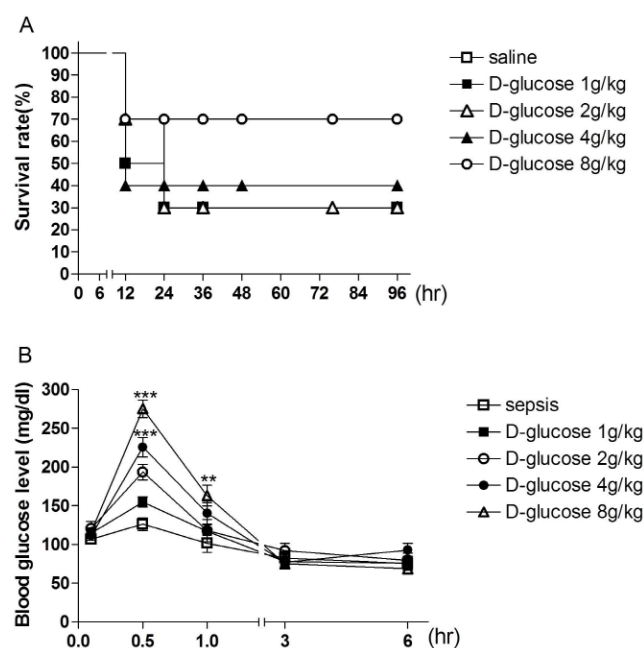 A
Survival rate(%)
100
90
80
70
60
50
40
30
20
10
0
0 6 12 24 36 48 60 72 84 96 (hr)
saline
D-glucose 1g/kg
D-glucose 2g/kg
D-glucose 4g/kg
D-glucose 8g/kg
B
Blood glucose level (mg/dl)
300
250
200
150
100
50
0
***
***
**
0.0 0.5 1.0 3 6 (hr)
sepsis
D-glucose 1g/kg
D-glucose 2g/kg
D-glucose 4g/kg
D-glucose 8g/kg